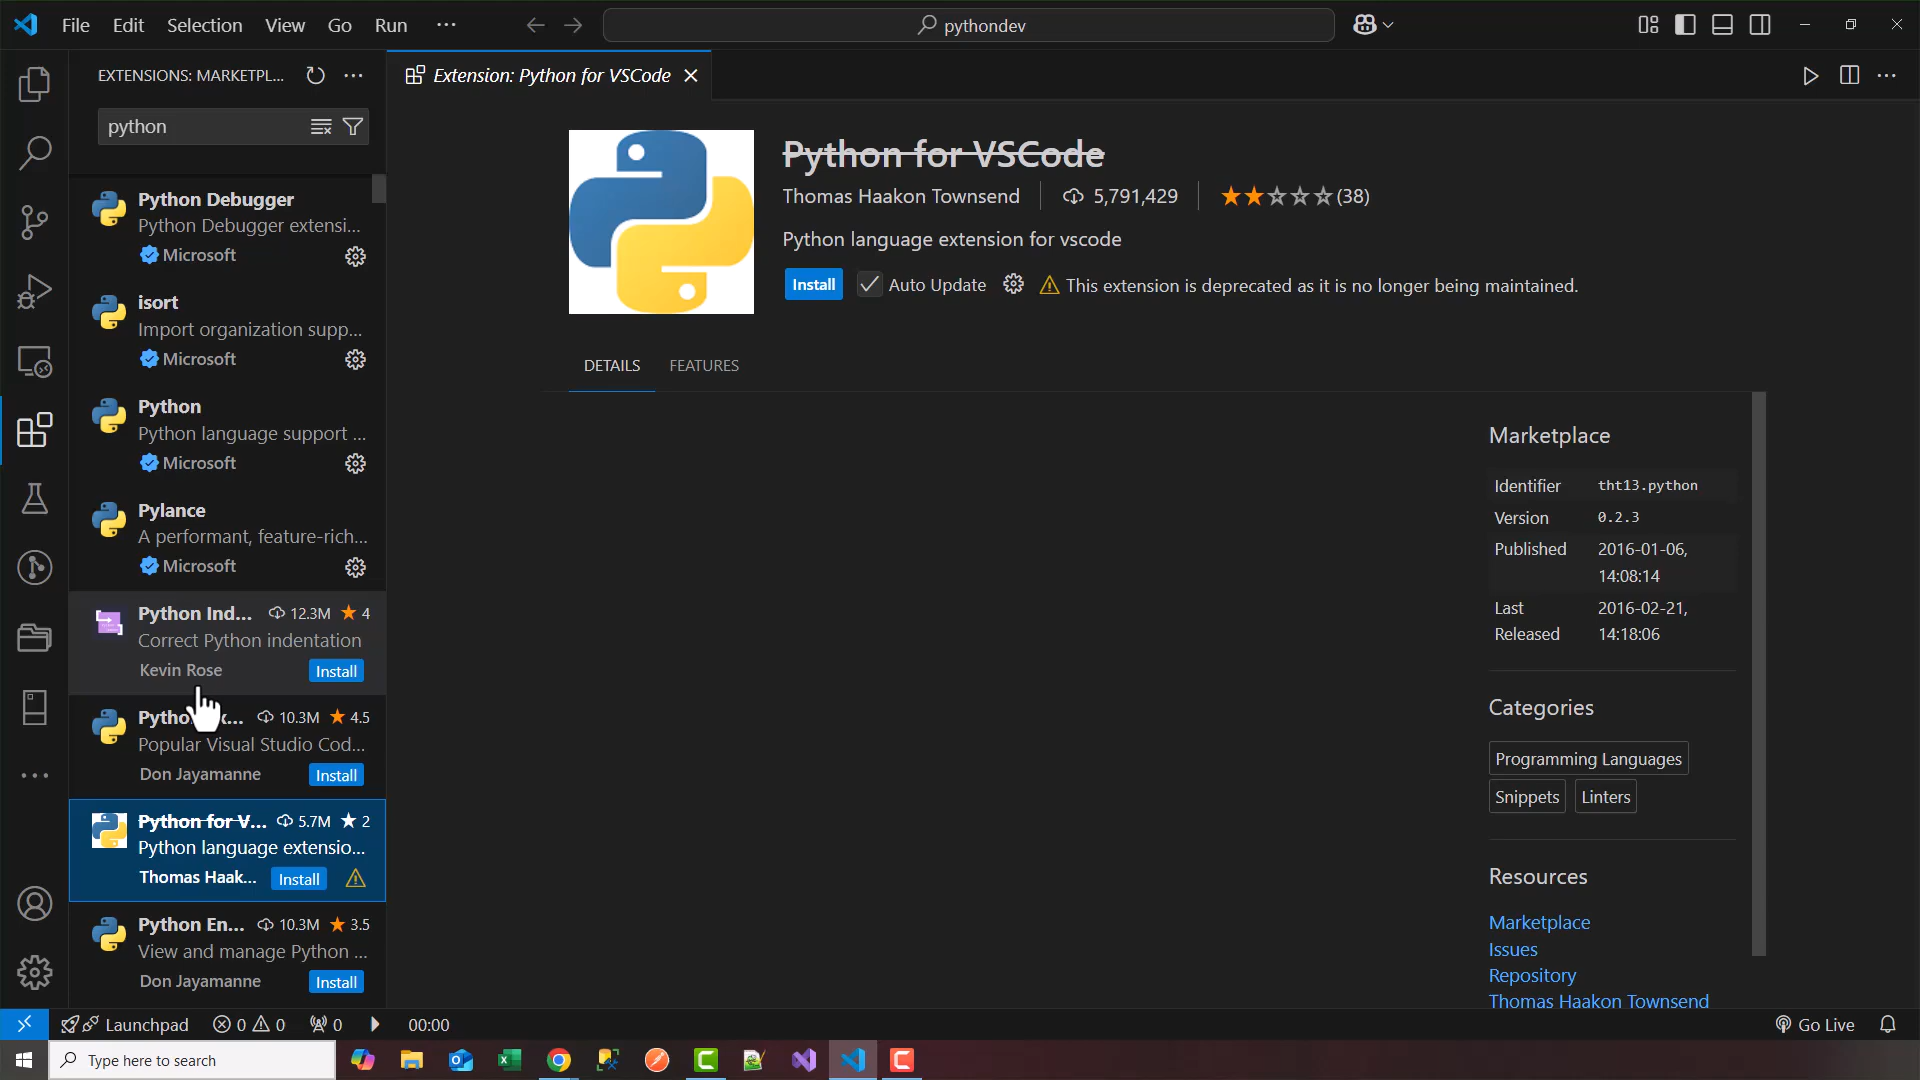 File Edit Selection View Go Run ···
pythondev
EXTENSIONS: MARKETPL...
python
Python Debugger
Python Debugger extensi...
Microsoft
isort
Import organization supp...
Microsoft
Python
Python language support ...
Microsoft
Pylance
A performant, feature-rich...
Microsoft
Python Ind... 12.3M 4
Correct Python indentation
Kevin Rose Install
10.3M 4.5
Popular Visual Studio Cod...
Don Jayamanne Install
Python for V... 5.7M 2
Python language extensio...
Thomas Haak... Install
Python En... 10.3M 3.5
View and manage Python ...
Don Jayamanne Install
Extension: Python for VSCode
Python for VSCode
Thomas Haakon Townsend 5,791,429 (38)
Python language extension for vscode
Install Auto Update This extension is deprecated as it is no longer being maintained.
DETAILS FEATURES
Marketplace
Identifier tht13.python
Version 0.2.3
Published 2016-01-06,
14:08:14
Last 2016-02-21,
Released 14:18:06
Categories
Programming Languages
Snippets Linters
Resources
Marketplace
Issues
Repository
Thomas Haakon Townsend
Launchpad 0 0 0 00:00 Go Live
Type here to search